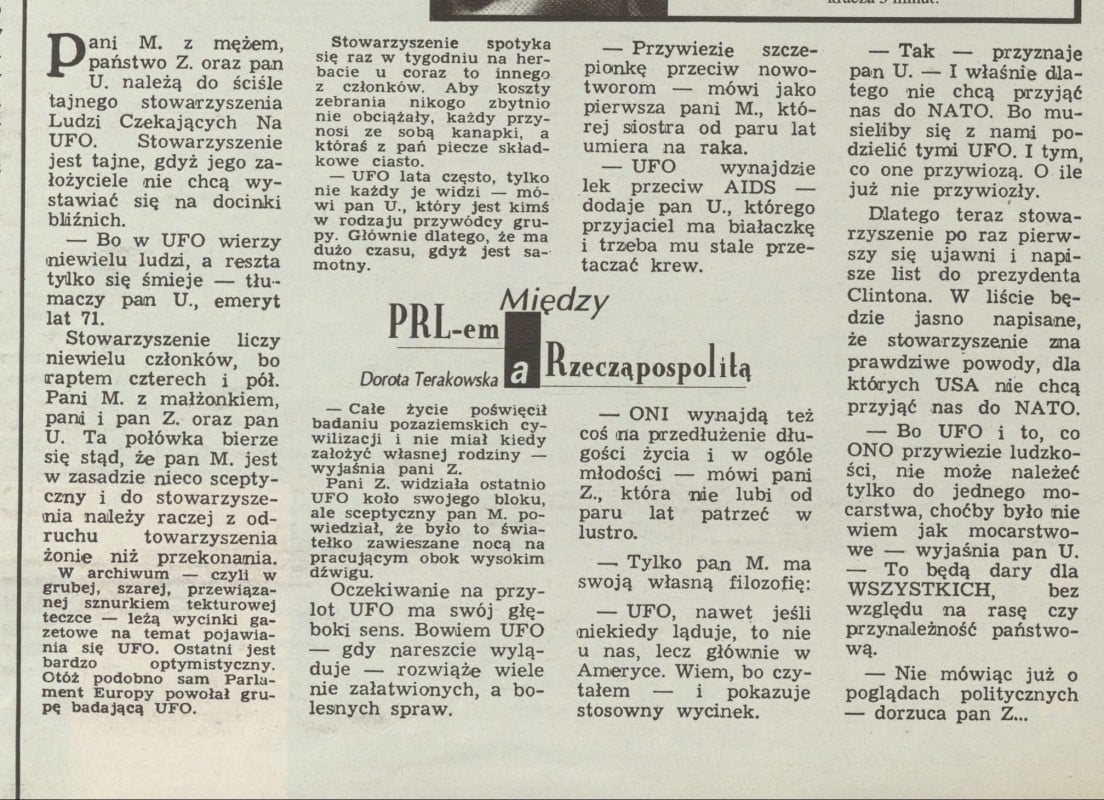 Pani M. z mężem,
państwo Z. oraz pan
U. należą do ściśle
tajnego stowarzyszenia
Ludzi Czekających Na
UFO. Stowarzyszenie
jest tajne, gdyż jego za-
łożyciele nie chcą wy-
stawiać się na docinki
bliźnich.
— Bo w UFO wierzy
niewielu ludzi, a reszta
tylko się śmieje — tłu-
maczy pan U., emeryt
lat 71.
Stowarzyszenie liczy
niewielu członków, bo
raptem czterech i pół.
Pani M. z małżonkiem,
pani i pan Z. oraz pan
U. Ta połówka bierze
się stąd, że pan M. jest
w zasadzie nieco scepty-
czny i do stowarzysze-
nia należy raczej z od-
ruchu towarzyszenia
żonie niż przekonania.
W archiwum — czyli w
grubej, szarej, przewiąza-
nej sznurkiem tekturowej
teczce — leżą wycinki ga-
zetowe na temat pojawia-
nia się UFO. Ostatni jest
bardzo optymistyczny.
Otóż podobno sam Parla-
ment Europy powołał gru-
pę badającą UFO.
Stowarzyszenie spotyka
się raz w tygodniu na her-
bacie u coraz to innego
z członków. Aby koszty
zebrania nikogo zbytnio
nie obciążały, każdy przy-
nosi ze sobą kanapki, a
któraś z pań piecze skład-
kowe ciasto.
— UFO lata często, tylko
nie każdy je widzi — mó-
wi pan U., który jest kimś
w rodzaju przywódcy gru-
py. Głównie dlatego, że ma
dużo czasu, gdyż jest sa-
motny.
Między
PRL-em
a Rzecząpospolitą
Dorota Terakowska
— Całe życie poświęcił
badaniu pozaziemskich cy-
wilizacji i nie miał kiedy
założyć własnej rodziny —
wyjaśnia pani Z.
Pani Z. widziała ostatnio
UFO koło swojego bloku,
ale sceptyczny pan M. po-
wiedział, że było to świa-
tełko zawieszane nocą na
pracującym obok wysokim
dźwigu.
Oczekiwanie na przy-
lot UFO ma swój głę-
boki sens. Bowiem UFO
— gdy nareszcie wylą-
duje — rozwiąże wiele
nie załatwionych, a bo-
lesnych spraw.
— Przywiezie szcze-
pionkę przeciw nowo-
tworom — mówi jako
pierwsza pani M., któ-
rej siostra od paru lat
umiera na raka.
— UFO wynajdzie
lek przeciw AIDS —
dodaje pan U., którego
przyjaciel ma białaczkę
i trzeba mu stale prze-
taczać krew.
— ONI wynajdą też
coś na przedłużenie dłu-
gości życia i w ogóle
młodości — mówi pani
Z., która nie lubi od
paru lat patrzeć w
lustro.
— Tylko pan M. ma
swoją własną filozofię:
— UFO, nawet jeśli
niekiedy ląduje, to nie
u nas, lecz głównie w
Ameryce. Wiem, bo czy-
tałem — i pokazuje
stosowny wycinek.
— Tak — przyznaje
pan U. — I właśnie dla-
tego nie chcą przyjąć
nas do NATO. Bo mu-
sieliby się z nami po-
dzielić tymi UFO. I tym,
co one przywiozą. O ile
już nie przywiozły.
Dlatego teraz stowa-
rzyszenie po raz pierw-
szy się ujawni i napi-
sze list do prezydenta
Clintona. W liście bę-
dzie jasno napisane,
że stowarzyszenie zna
prawdziwe powody, dla
których USA nie chcą
przyjąć nas do NATO.
— Bo UFO i to, co
ONO przywiezie ludzko-
ści, nie może należeć
tylko do jednego mo-
carstwa, choćby było nie
wiem jak mocarstwo-
we — wyjaśnia pan U.
— To będą dary dla
WSZYSTKICH, bez
względu na rasę czy
przynależność państwo-
wą.
— Nie mówiąc już o
poglądach politycznych
— dorzuca pan Z...